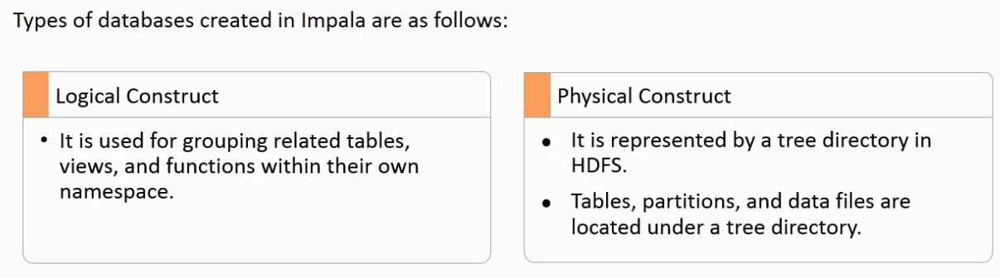 Types of databases created in Impala are as follows:
Logical Construct
• It is used for grouping related tables,
views, and functions within their own
namespace.
Physical Construct
• It is represented by a tree directory in
HDFS.
• Tables, partitions, and data files are
located under a tree directory.